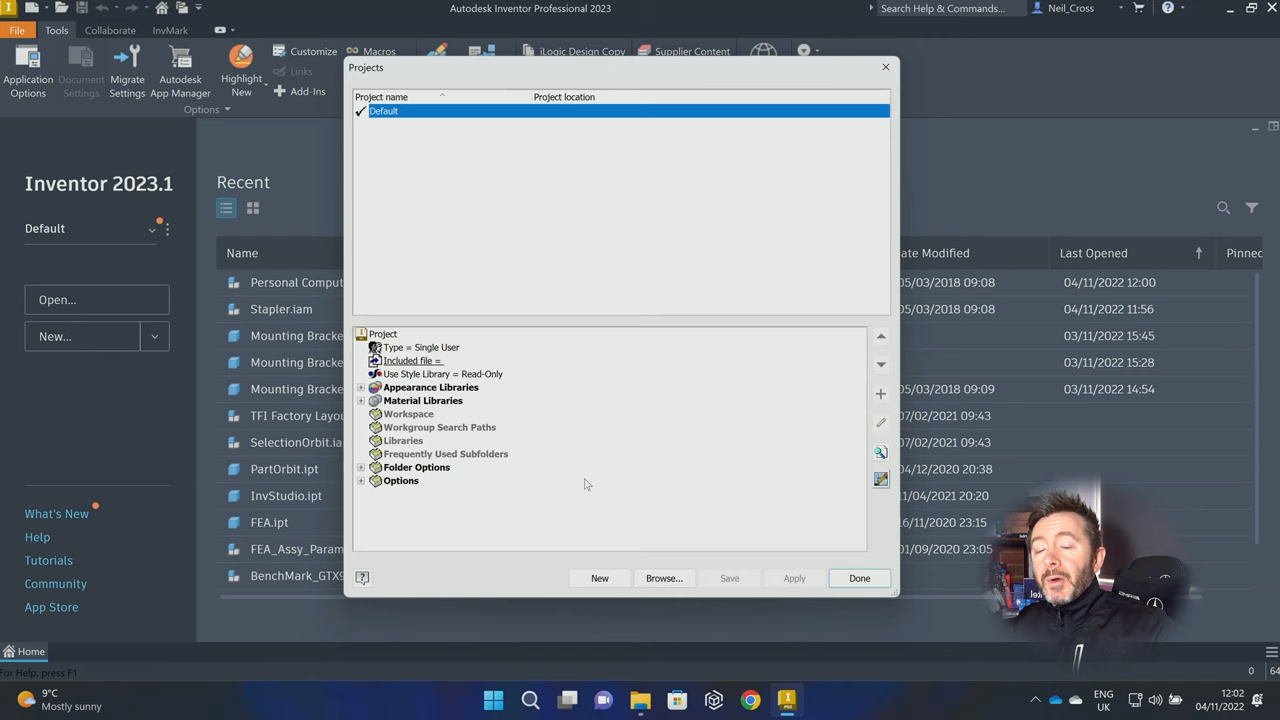 Autodesk Inventor Professional 2023
Search Help & Commands...
Neil_Cross
File
Tools
Collaborate
InvMark
Application Options
Document Settings
Migrate Settings
Autodesk App Manager
Highlight New
Customize
Links
Add-Ins
Macros
iLogic Design Copy
Supplier Content
Options
Projects
Project name
Project location
Default
Project
Type = Single User
Included file =
Use Style Library = Read-Only
Appearance Libraries
Material Libraries
Workspace
Workgroup Search Paths
Libraries
Frequently Used Subfolders
Folder Options
Options
New
Browse...
Save
Apply
Done
Inventor 2023.1
Default
Open...
New...
What's New
Help
Tutorials
Community
App Store
Recent
Name
ate Modified
Last Opened
Pinned
Personal Comput
05/03/2018 09:08
04/11/2022 12:00
Stapler.iam
05/03/2018 09:08
04/11/2022 11:56
Mounting Bracke
03/11/2022 15:45
Mounting Bracke
03/11/2022 15:28
Mounting Bracke
05/03/2018 09:09
03/11/2022 14:54
TFI Factory Layou
07/02/2021 09:43
SelectionOrbit.ia
07/02/2021 09:43
PartOrbit.ipt
04/12/2020 20:38
InvStudio.ipt
11/04/2021 20:20
FEA.ipt
16/11/2020 23:15
FEA_Assy_Param
01/09/2020 20:53
BenchMark_GTX9
Home
For Help, press F1
0
64
9°C
Mostly sunny
ENG
UK
12:02
04/11/2022